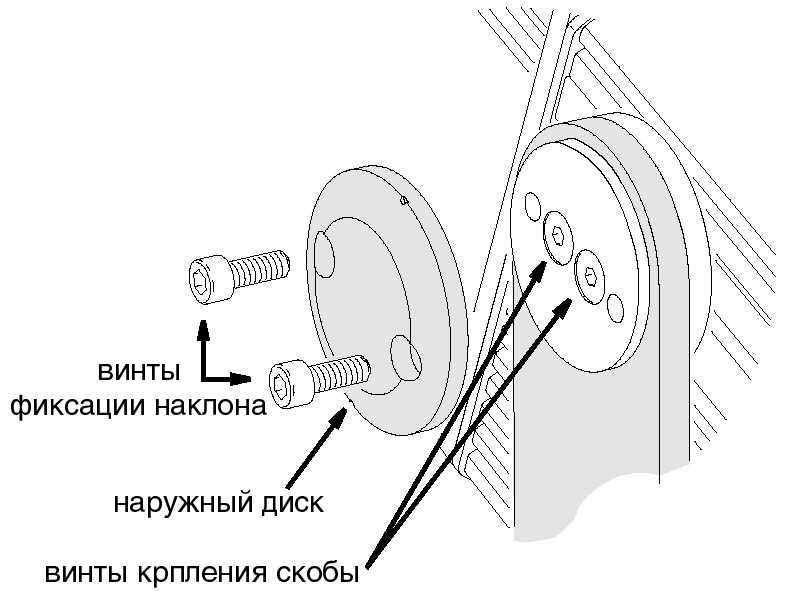 винты
фиксации наклона
наружный диск
винты крпления скобы